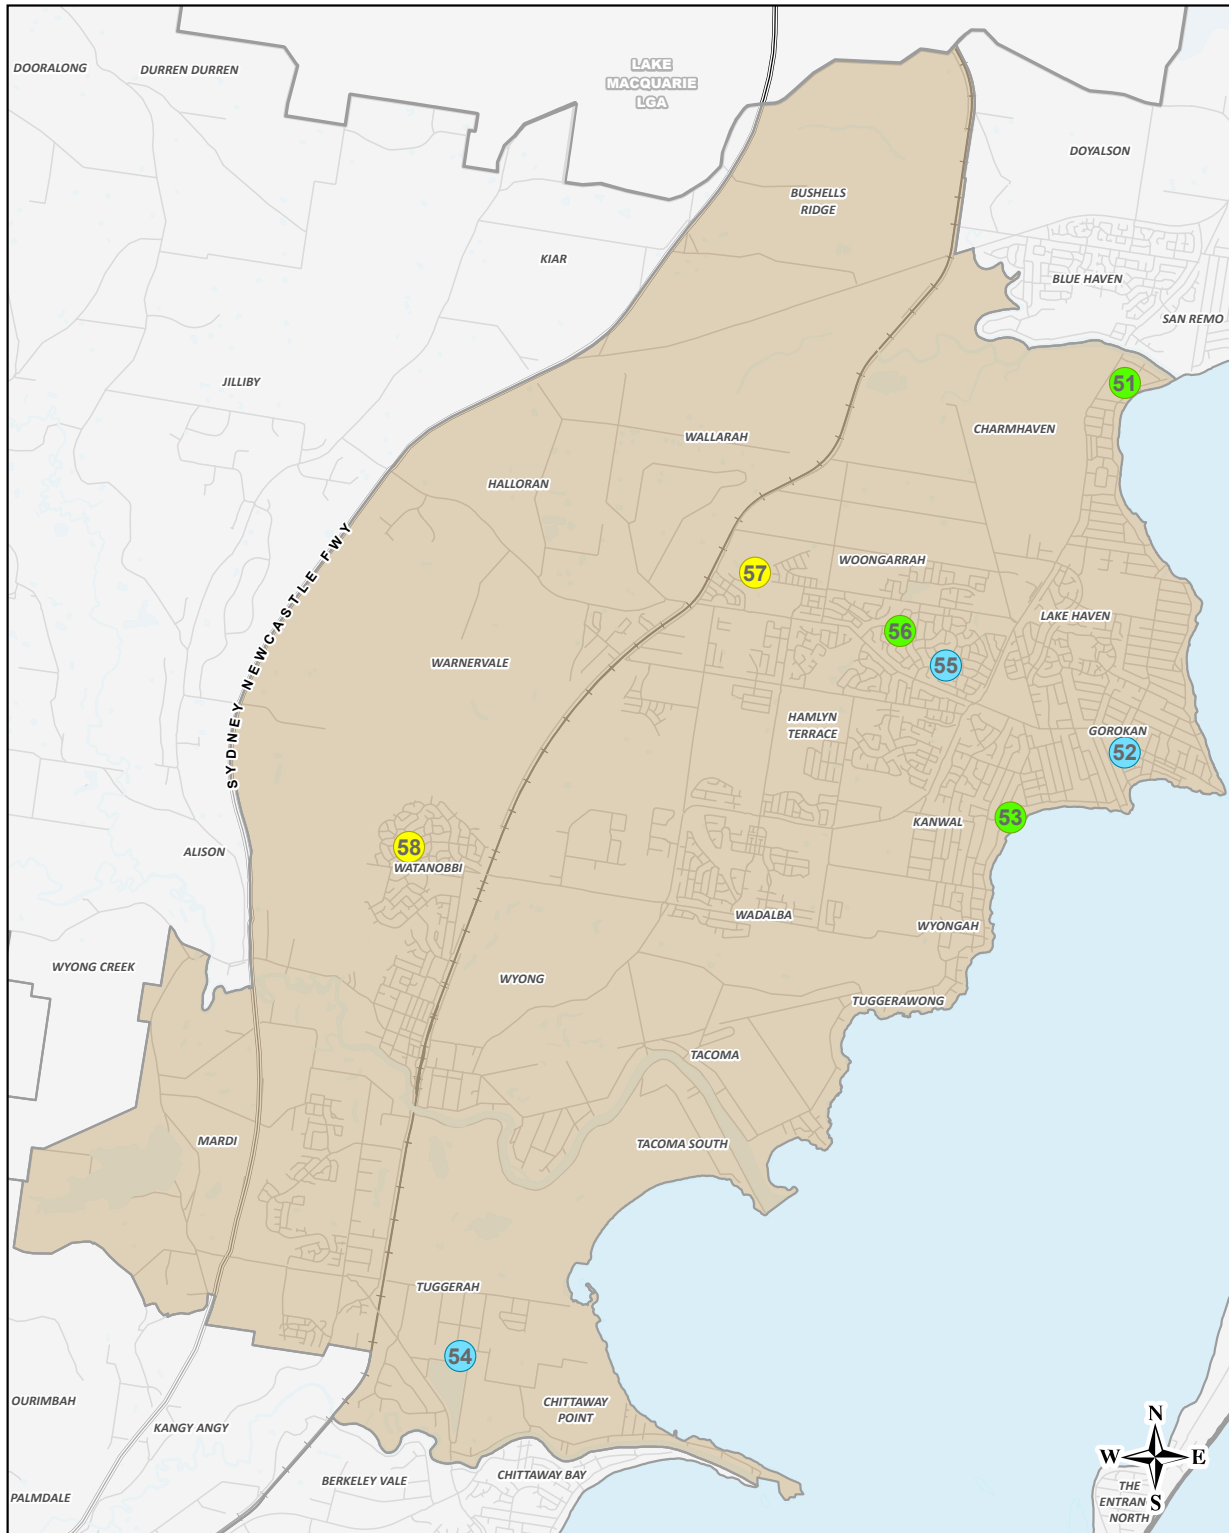 DOORALONG
DURREN DURREN
LAKE
MACQUARIE
LGA
DOYALSON
BUSHELLS
RIDGE
KIAR
BLUE HAVEN
SAN REMO
JILLIBY
51
WALLARAH
CHARMHAVEN
HALLORAN
SYDNEY NEWCASTLE FWY
57
WOONGARRAH
LAKE HAVEN
56
WARNERVALE
55
HAMLYN
TERRACE
GOROKAN
52
53
KANWAL
ALISON
58
WATANOBBI
WADALBA
WYONGAH
WYONG CREEK
WYONG
TUGGERAWONG
TACOMA
MARDI
TACOMA SOUTH
TUGGERAH
54
OURIMBAH
CHITTAWAY
POINT
KANGY ANGY
N
W
E
S
CHITTAWAY BAY
BERKELEY VALE
PALMDALE
THE
ENTRAN
NORTH